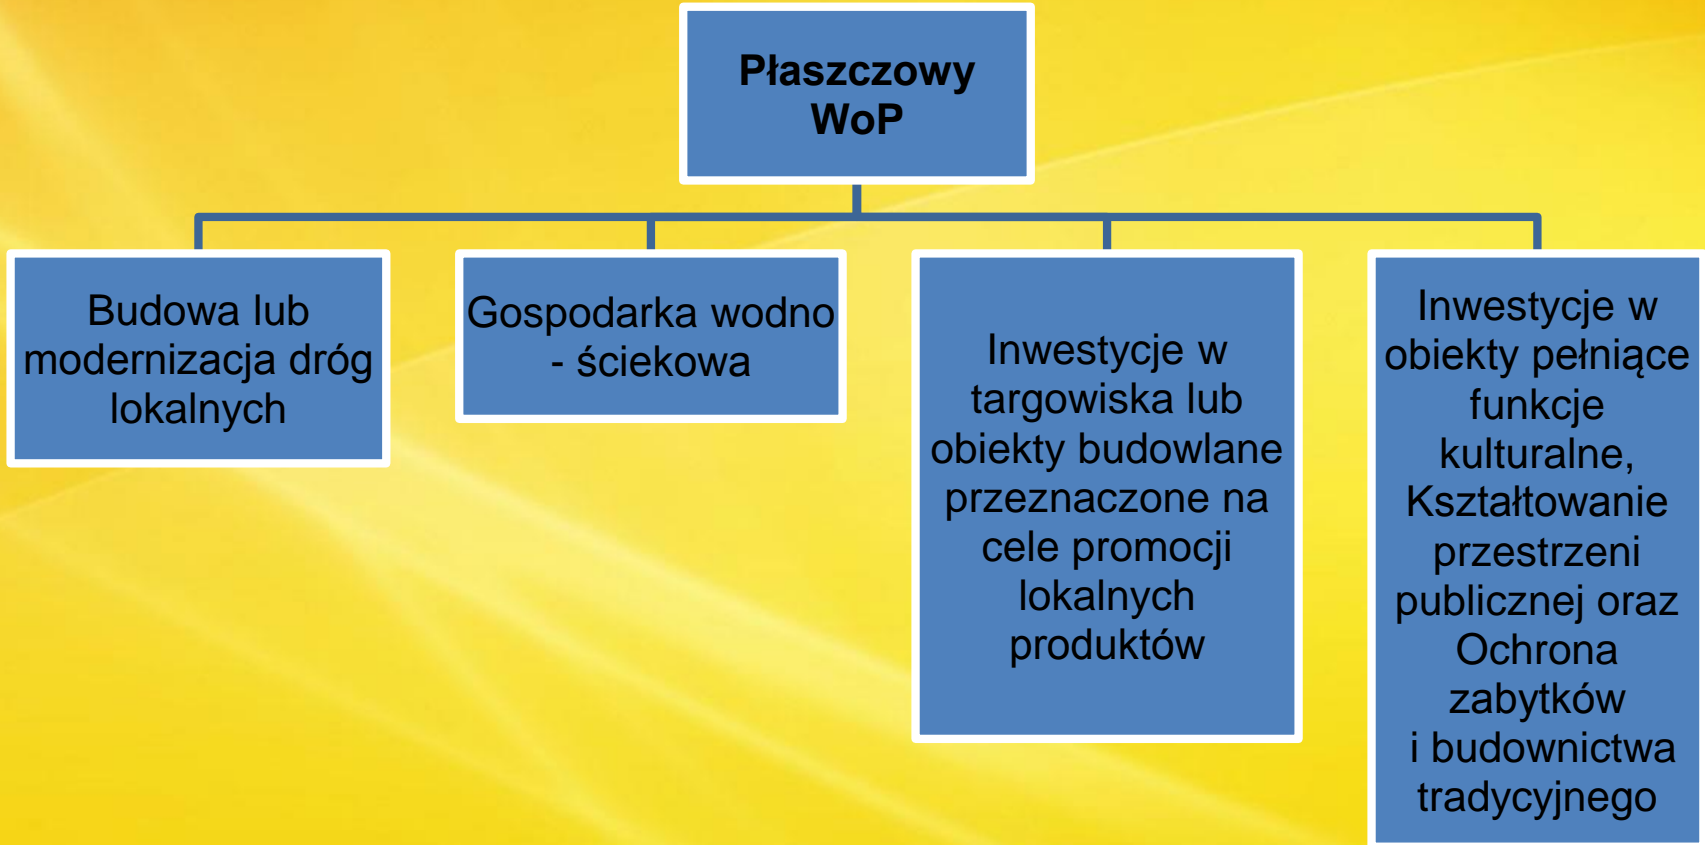 Płaszczowy
WoP
Budowa lub
modernizacja dróg
lokalnych
Gospodarka wodno
- ściekowa
Inwestycje w
targowiska lub
obiekty budowlane
przeznaczone na
cele promocji
lokalnych
produktów
Inwestycje w
obiekty pełniące
funkcje
kulturalne,
Kształtowanie
przestrzeni
publicznej oraz
Ochrona
zabytków
i budownictwa
tradycyjnego